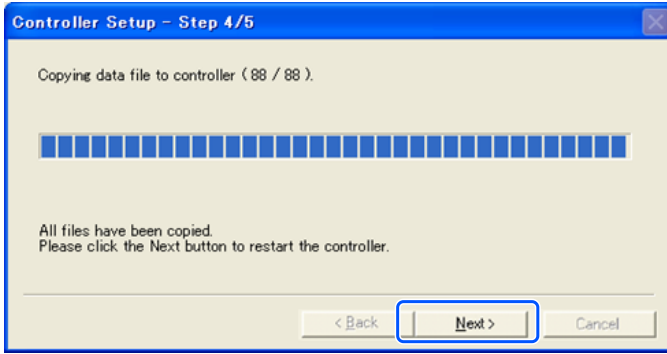 Controller Setup - Step 4/5
Copying data file to controller ( 88 / 88 ).
All files have been copied.
Please click the Next button to restart the controller.
< Back
Next >
Cancel